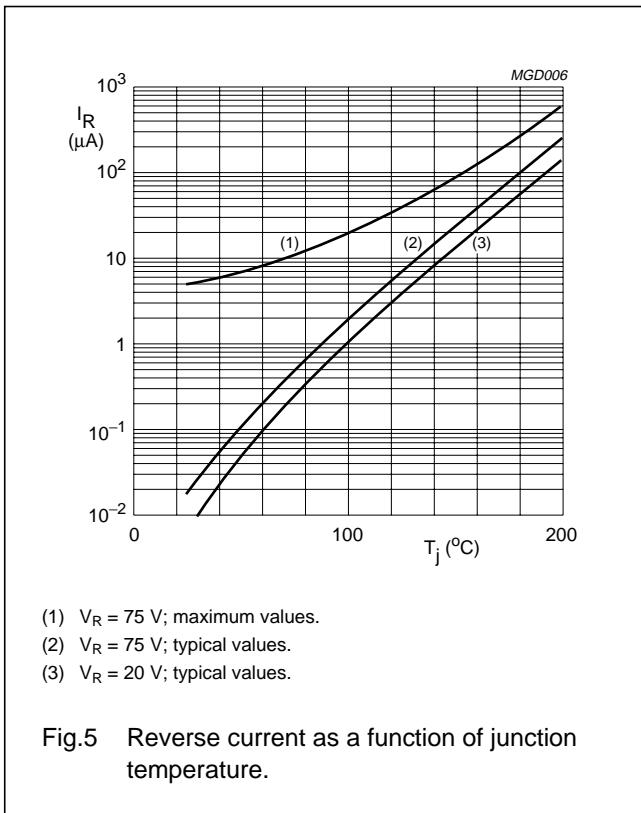 MGD006
10³
I_R
(μA)
10²
10
1
10⁻¹
10⁻²
(1)
(2)
(3)
0
100
200
T_j (°C)
(1) V_R = 75 V; maximum values.
(2) V_R = 75 V; typical values.
(3) V_R = 20 V; typical values.
Fig.5 Reverse current as a function of junction
temperature.